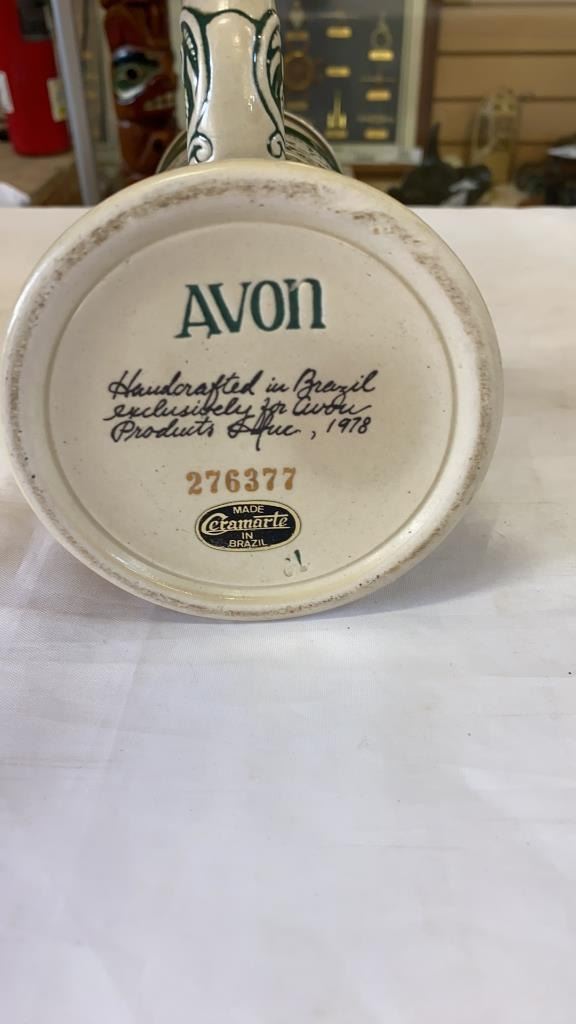 AVON
Handcrafted in Brazil
exclusively for Avon
Products Inc., 1978
276377
MADE
Ceramarte
IN
BRAZIL